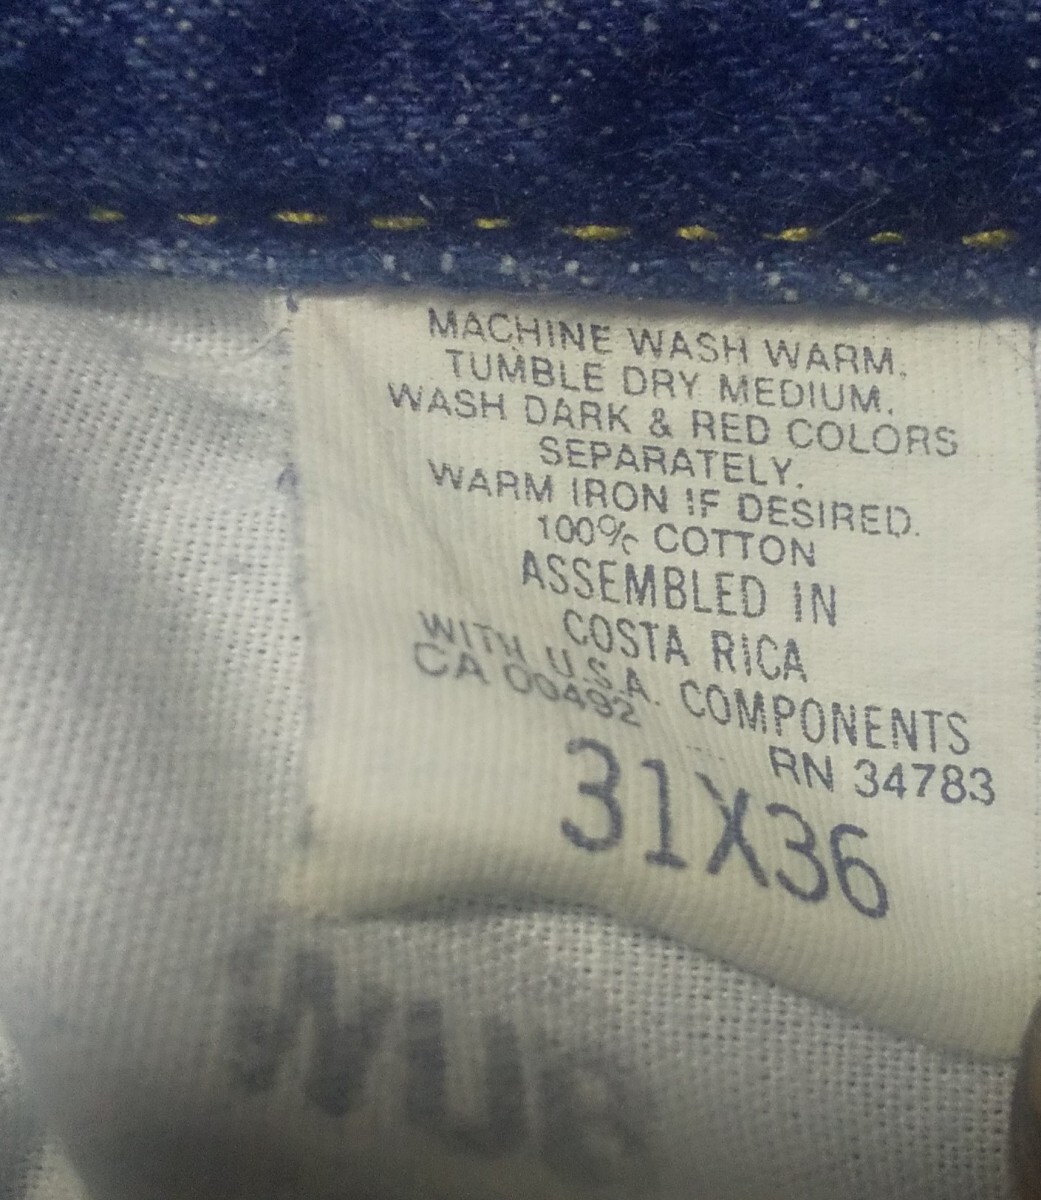 MACHINE WASH WARM.
TUMBLE DRY MEDIUM.
WASH DARK & RED COLORS
SEPARATELY.
WARM IRON IF DESIRED.
100% COTTON
ASSEMBLED IN
COSTA RICA
WITH U.S.A. COMPONENTS
CA 00492 RN 34783
31X36